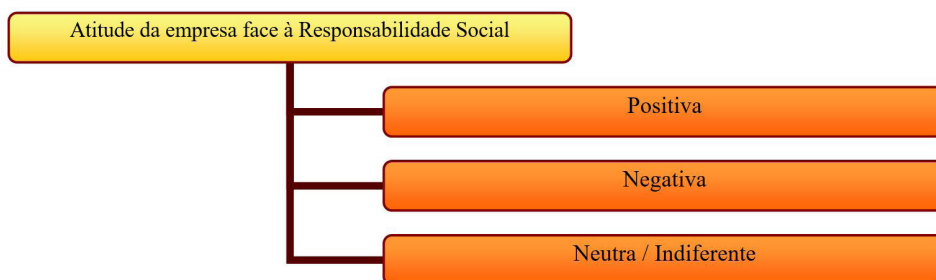 Atitude da empresa face à Responsabilidade Social
Positiva
Negativa
Neutra / Indiferente